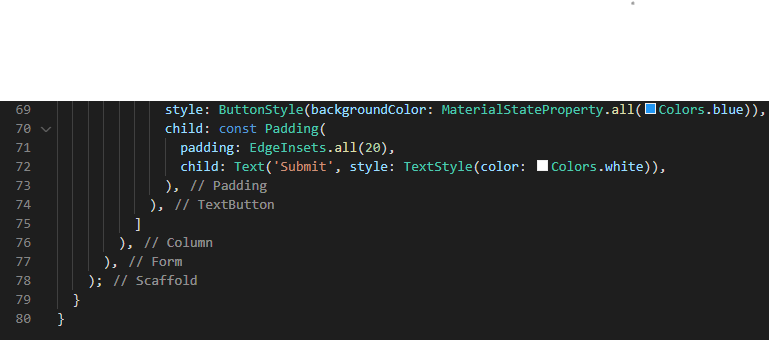 69 style: ButtonStyle(backgroundColor: MaterialStateProperty.all(Colors.blue)),
70 child: const Padding(
71 padding: EdgeInsets.all(20),
72 child: Text('Submit', style: TextStyle(color: Colors.white)),
73 ), // Padding
74 ), // TextButton
75 ]
76 ), // Column
77 ), // Form
78 ); // Scaffold
79 }
80 }